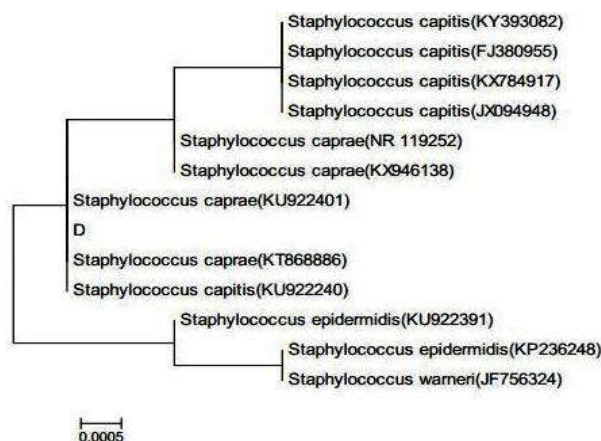 Staphylococcus capitis(KY393082)
Staphylococcus capitis(FJ380955)
Staphylococcus capitis(KX784917)
Staphylococcus capitis(JX094948)
Staphylococcus caprae(NR 119252)
Staphylococcus caprae(KX946138)
Staphylococcus caprae(KU922401)
D
Staphylococcus caprae(KT868886)
Staphylococcus capitis(KU922240)
Staphylococcus epidermidis(KU922391)
Staphylococcus epidermidis(KP236248)
Staphylococcus warneri(JF756324)
0.0005